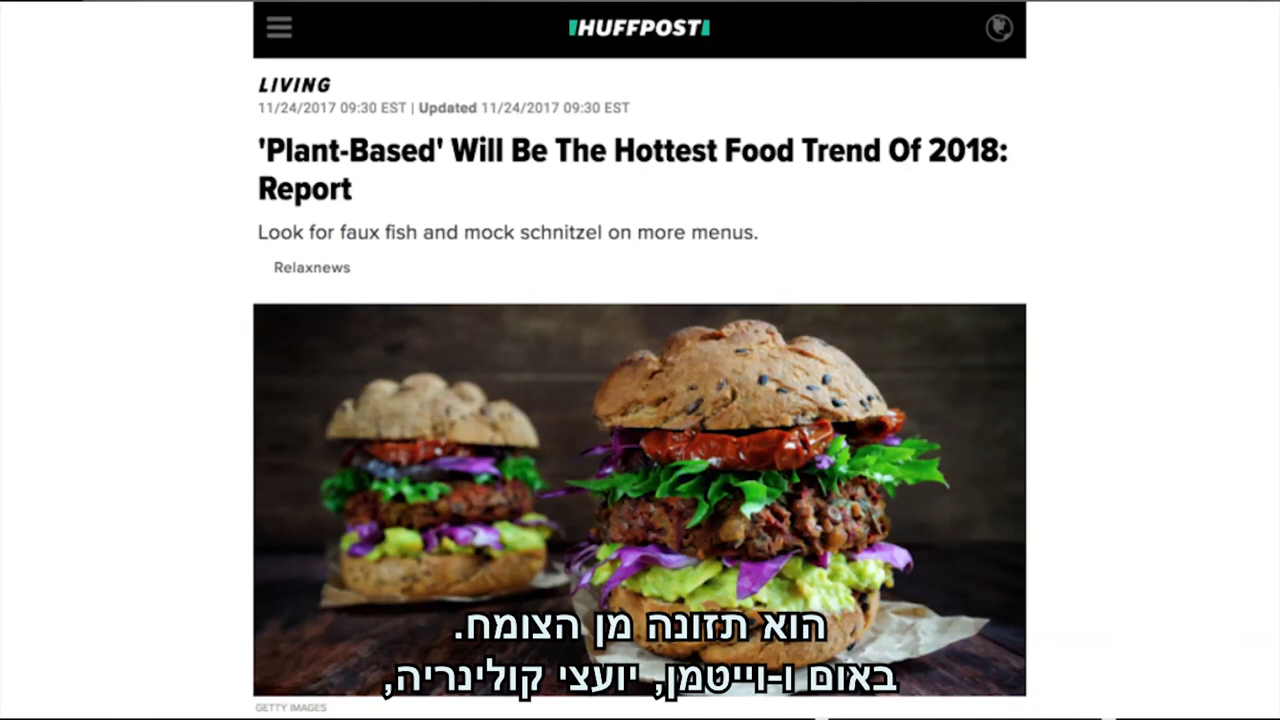 HUFFPOST
LIVING
11/24/2017 09:30 EST | Updated 11/24/2017 09:30 EST
'Plant-Based' Will Be The Hottest Food Trend Of 2018:
Report
Look for faux fish and mock schnitzel on more menus.
Relaxnews
הוא תזונה מן הצומח.
באום ו-וייטמן, יועצי קולינריה,
GETTY IMAGES